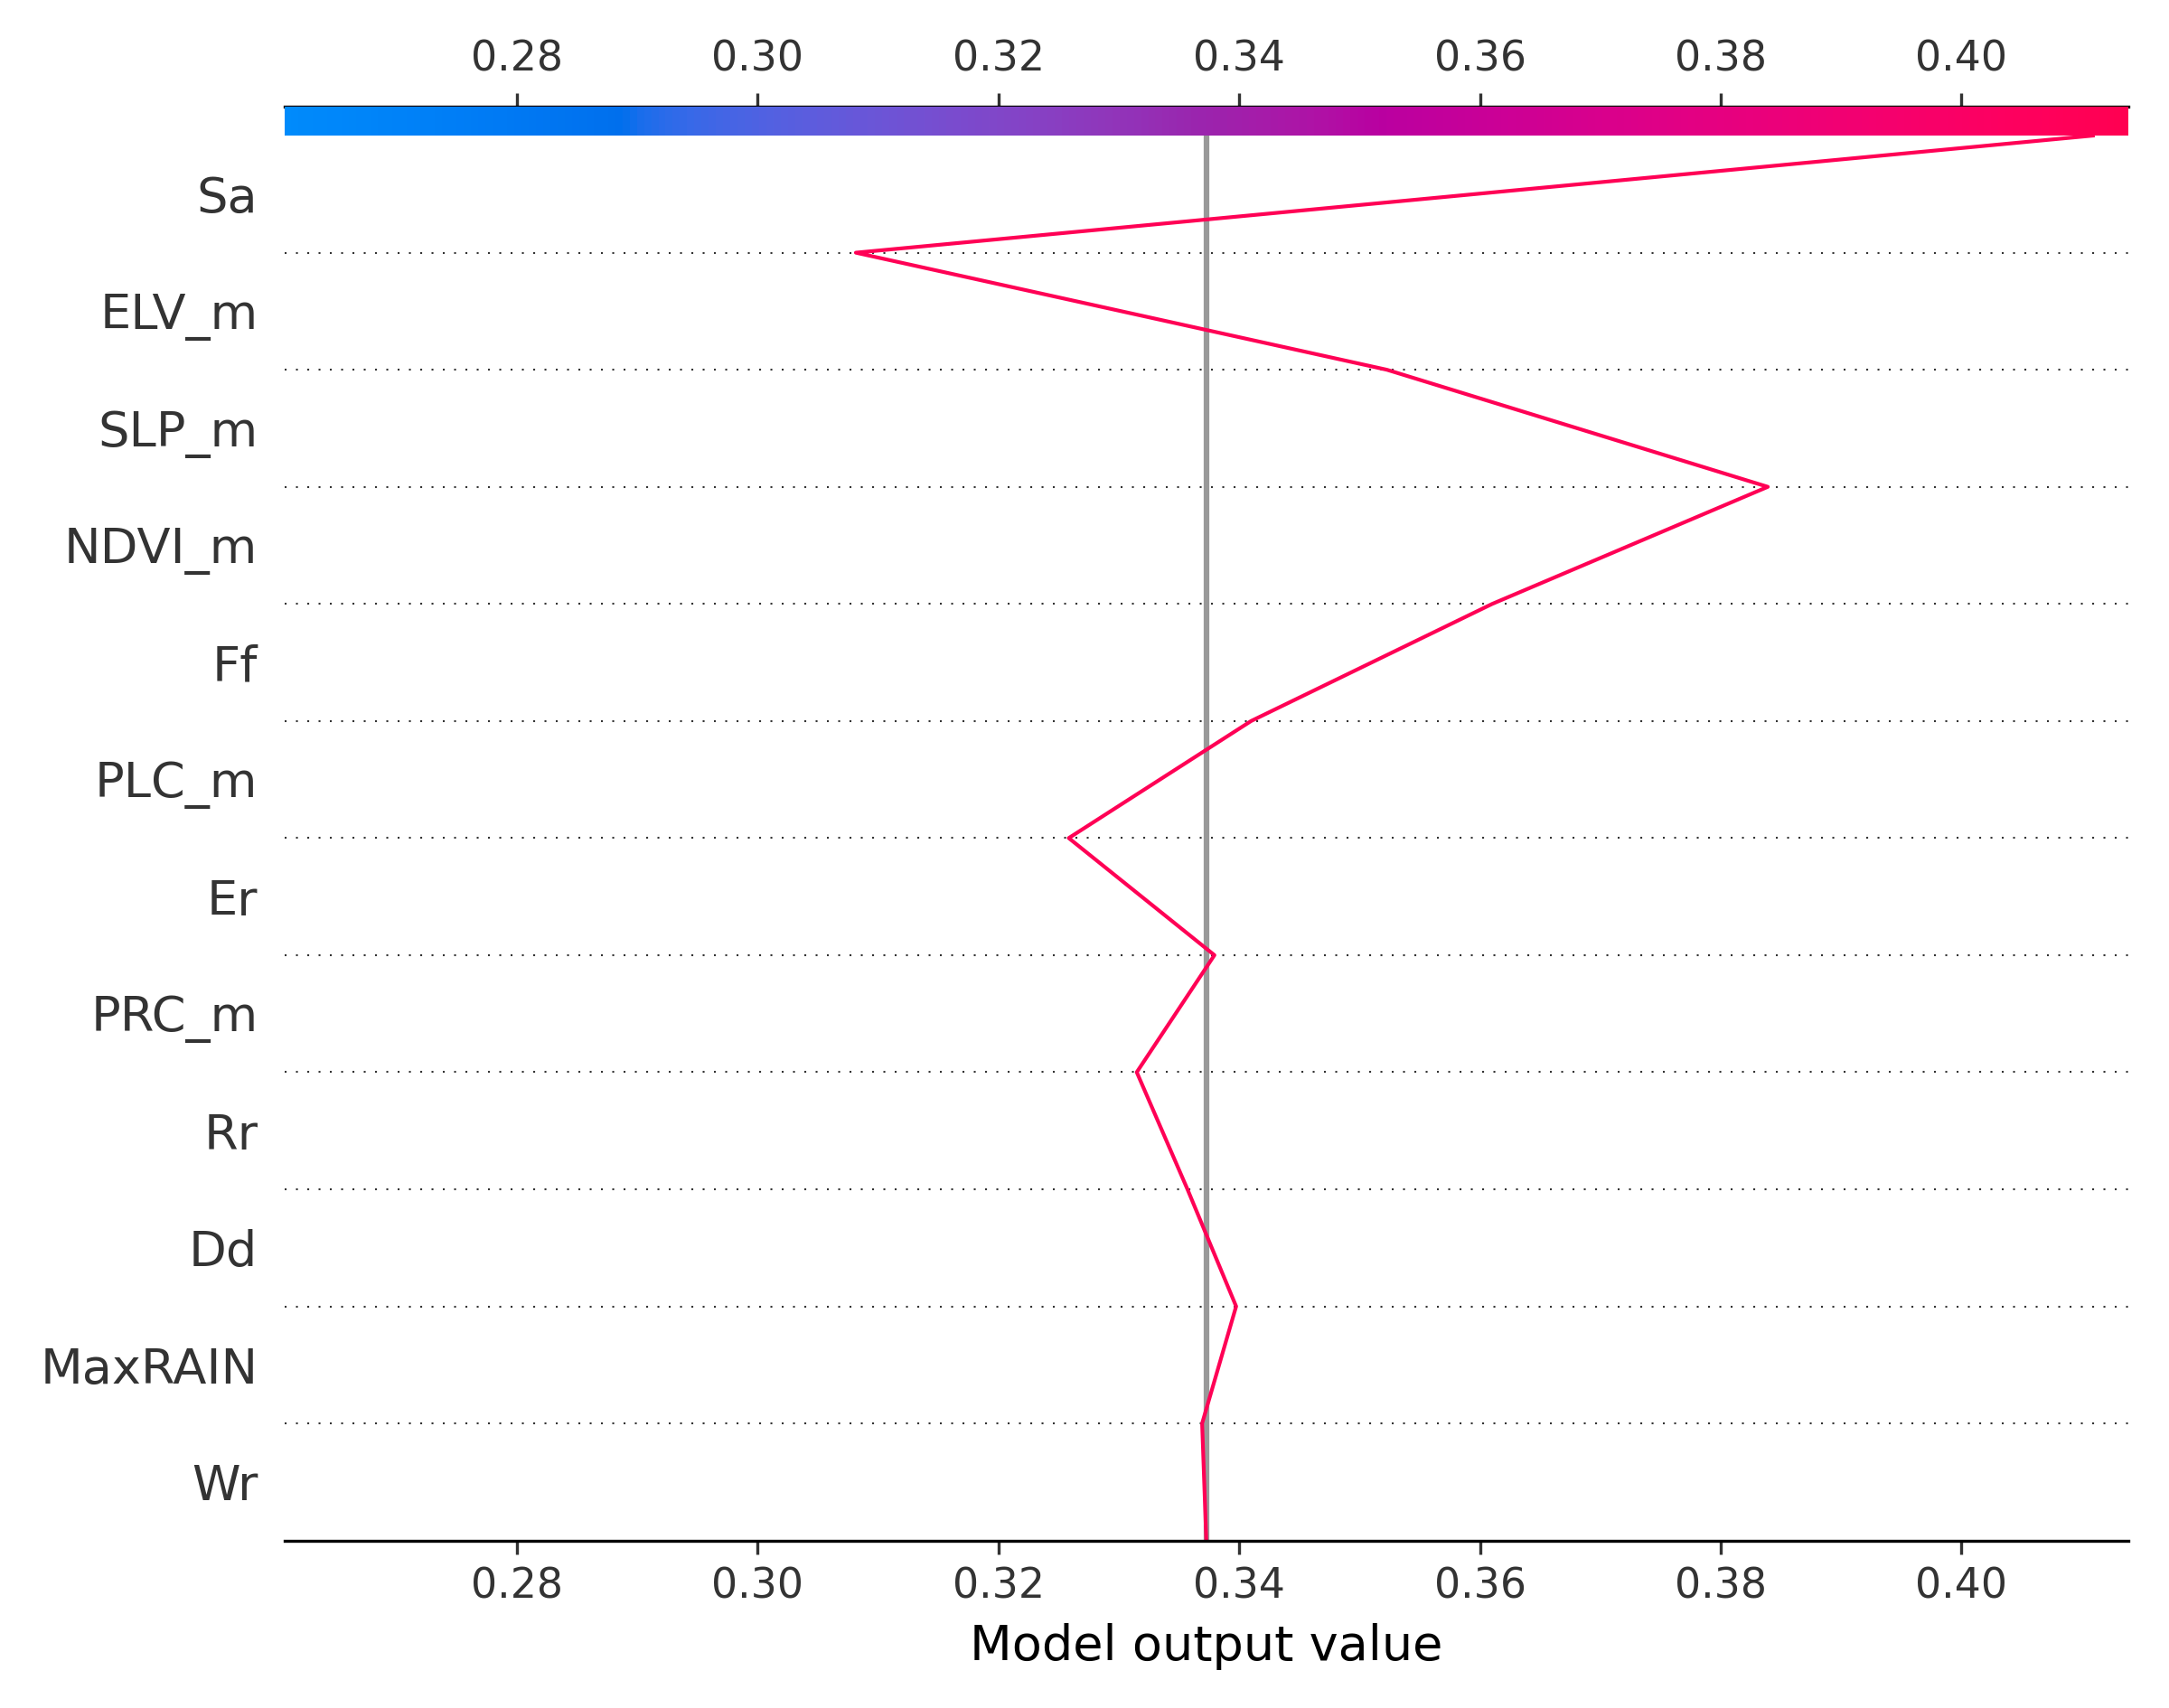 0.28 0.30 0.32 0.34 0.36 0.38 0.40
Sa
ELV_m
SLP_m
NDVI_m
Ff
PLC_m
Er
PRC_m
Rr
Dd
MaxRAIN
Wr
0.28 0.30 0.32 0.34 0.36 0.38 0.40
Model output value